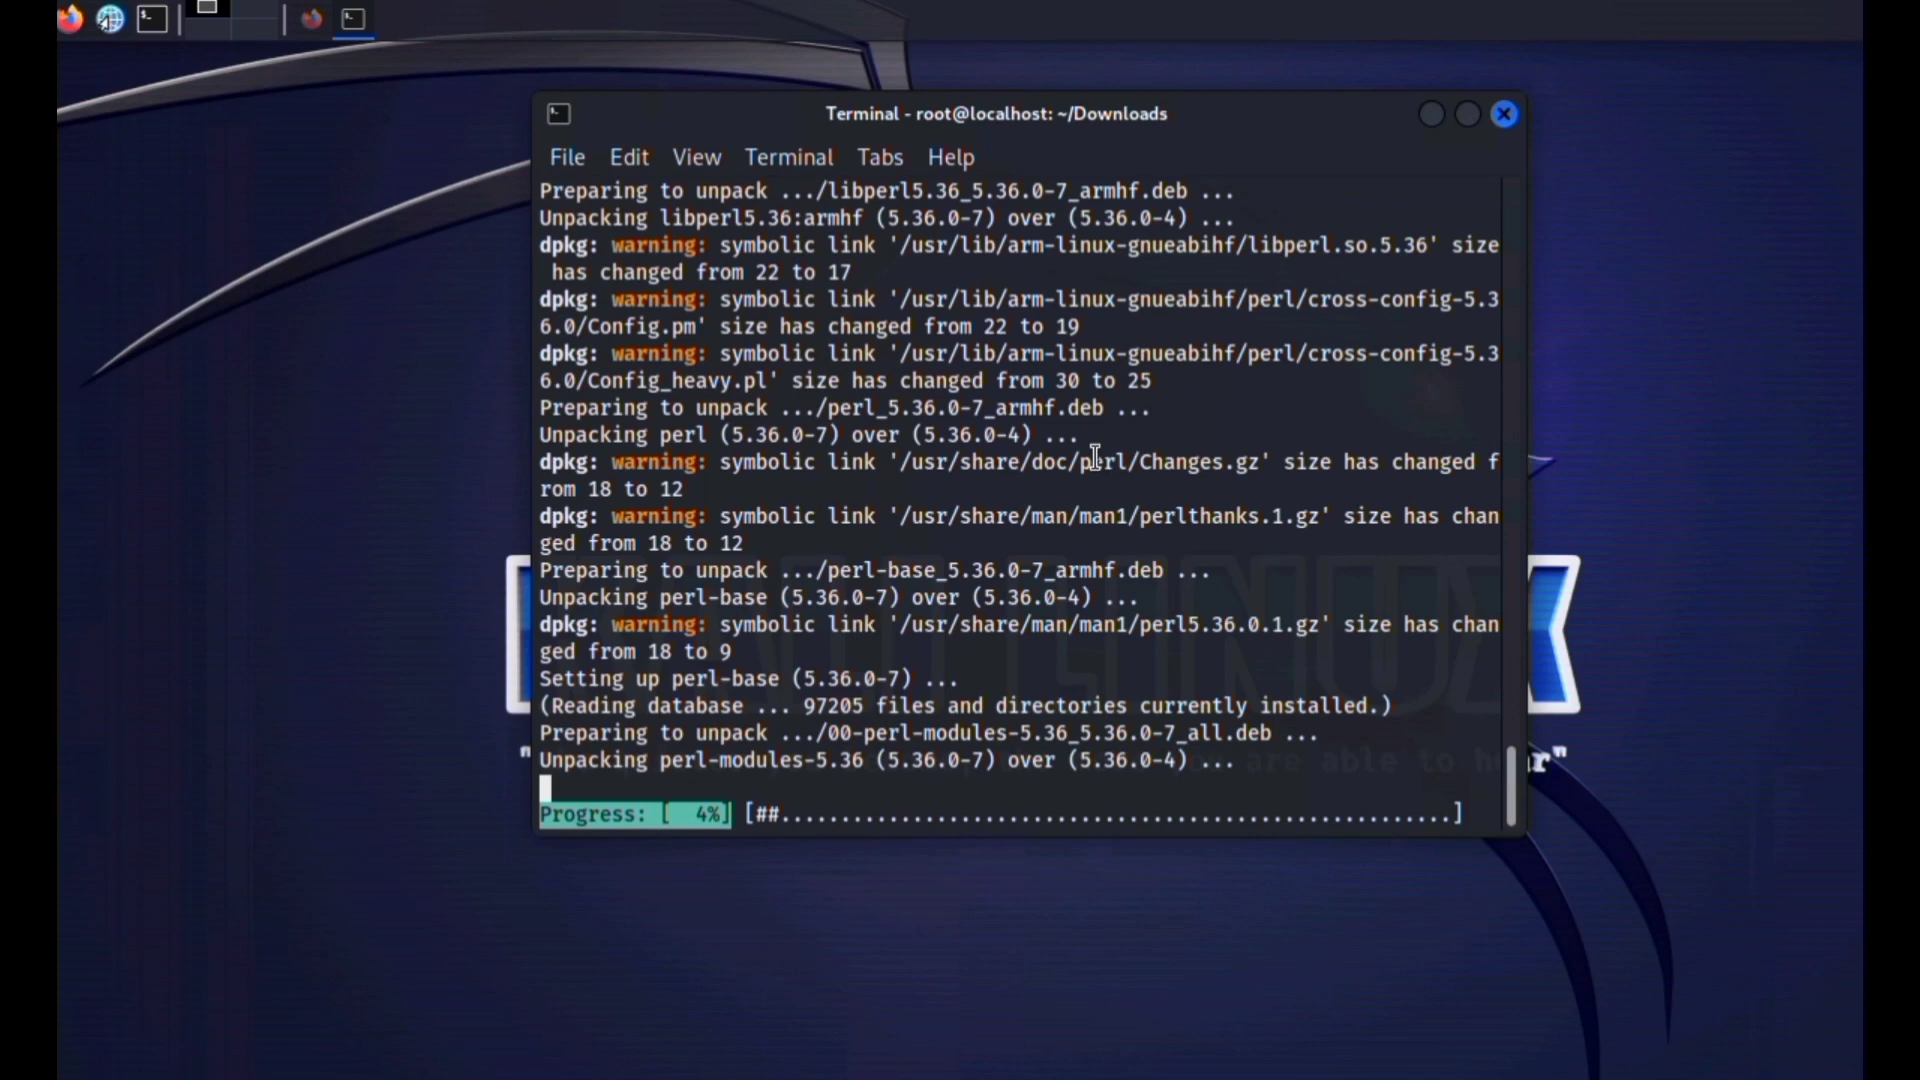 Terminal - root@localhost: ~/Downloads
File Edit View Terminal Tabs Help
Preparing to unpack .../libperl5.36_5.36.0-7_armhf.deb ...
Unpacking libperl5.36:armhf (5.36.0-7) over (5.36.0-4) ...
dpkg: warning: symbolic link '/usr/lib/arm-linux-gnueabihf/libperl.so.5.36' size
has changed from 22 to 17
dpkg: warning: symbolic link '/usr/lib/arm-linux-gnueabihf/perl/cross-config-5.3
6.0/Config.pm' size has changed from 22 to 19
dpkg: warning: symbolic link '/usr/lib/arm-linux-gnueabihf/perl/cross-config-5.3
6.0/Config_heavy.pl' size has changed from 30 to 25
Preparing to unpack .../perl_5.36.0-7_armhf.deb ...
Unpacking perl (5.36.0-7) over (5.36.0-4) ...
dpkg: warning: symbolic link '/usr/share/doc/perl/Changes.gz' size has changed f
rom 18 to 12
dpkg: warning: symbolic link '/usr/share/man/man1/perlthanks.1.gz' size has chan
ged from 18 to 12
Preparing to unpack .../perl-base_5.36.0-7_armhf.deb ...
Unpacking perl-base (5.36.0-7) over (5.36.0-4) ...
dpkg: warning: symbolic link '/usr/share/man/man1/perl5.36.0.1.gz' size has chan
ged from 18 to 9
Setting up perl-base (5.36.0-7) ...
(Reading database ... 97205 files and directories currently installed.)
Preparing to unpack .../00-perl-modules-5.36_5.36.0-7_all.deb ...
Unpacking perl-modules-5.36 (5.36.0-7) over (5.36.0-4) ...
are able to
Progress: [  4%] [##........................................................]